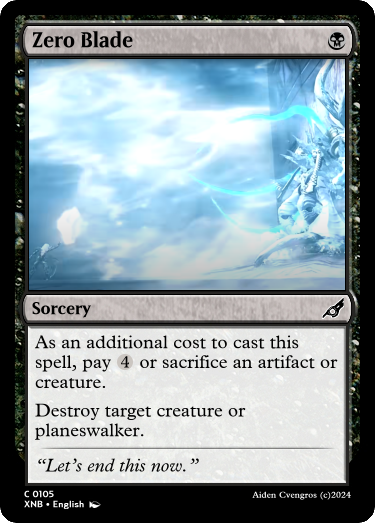 Zero Blade
Sorcery
As an additional cost to cast this
spell, pay 4 or sacrifice an artifact or
creature.
Destroy target creature or
planeswalker.
“Let's end this now.”
C 0105
XNB • English
Aiden Cvengros (c)2024